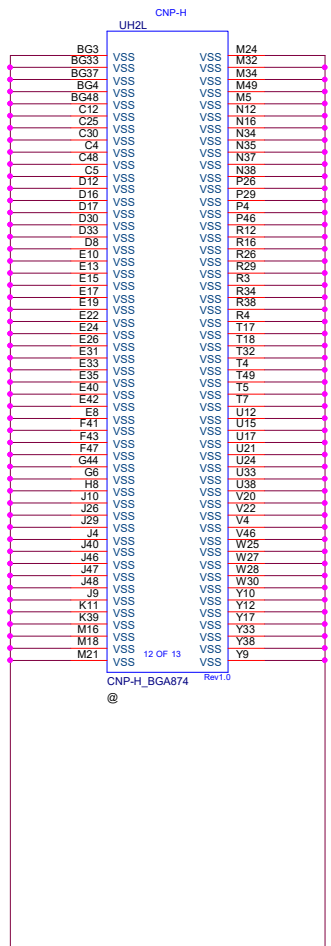 CNP-H
UH2L
BG3 VSS VSS M24
BG33 VSS VSS M32
BG37 VSS VSS M34
BG4 VSS VSS M49
BG48 VSS VSS M5
C12 VSS VSS N12
C25 VSS VSS N16
C30 VSS VSS N34
C4 VSS VSS N35
C48 VSS VSS N37
C5 VSS VSS N38
D12 VSS VSS P26
D16 VSS VSS P29
D17 VSS VSS P4
D30 VSS VSS P46
D33 VSS VSS R12
D8 VSS VSS R16
E10 VSS VSS R26
E13 VSS VSS R29
E15 VSS VSS R3
E17 VSS VSS R34
E19 VSS VSS R38
E22 VSS VSS R4
E24 VSS VSS T17
E26 VSS VSS T18
E31 VSS VSS T32
E33 VSS VSS T4
E35 VSS VSS T49
E40 VSS VSS T5
E42 VSS VSS T7
E8 VSS VSS U12
F41 VSS VSS U15
F43 VSS VSS U17
F47 VSS VSS U21
G44 VSS VSS U24
G6 VSS VSS U33
H8 VSS VSS U38
J10 VSS VSS V20
J26 VSS VSS V22
J29 VSS VSS V4
J4 VSS VSS V46
J40 VSS VSS W25
J46 VSS VSS W27
J47 VSS VSS W28
J48 VSS VSS W30
J9 VSS VSS Y10
K11 VSS VSS Y12
K39 VSS VSS Y17
M16 VSS VSS Y33
M18 VSS VSS Y38
M21 VSS 12 OF 13 VSS Y9
CNP-H_BGA874 Rev1.0
@